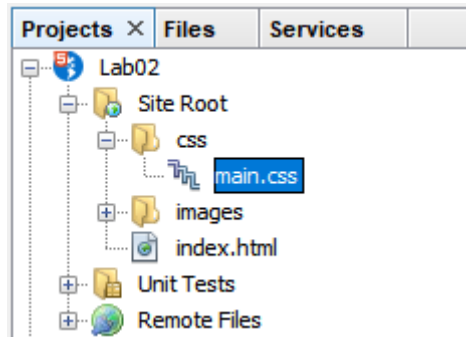 Projects Files Services
Lab02
Site Root
css
main.css
images
index.html
Unit Tests
Remote Files